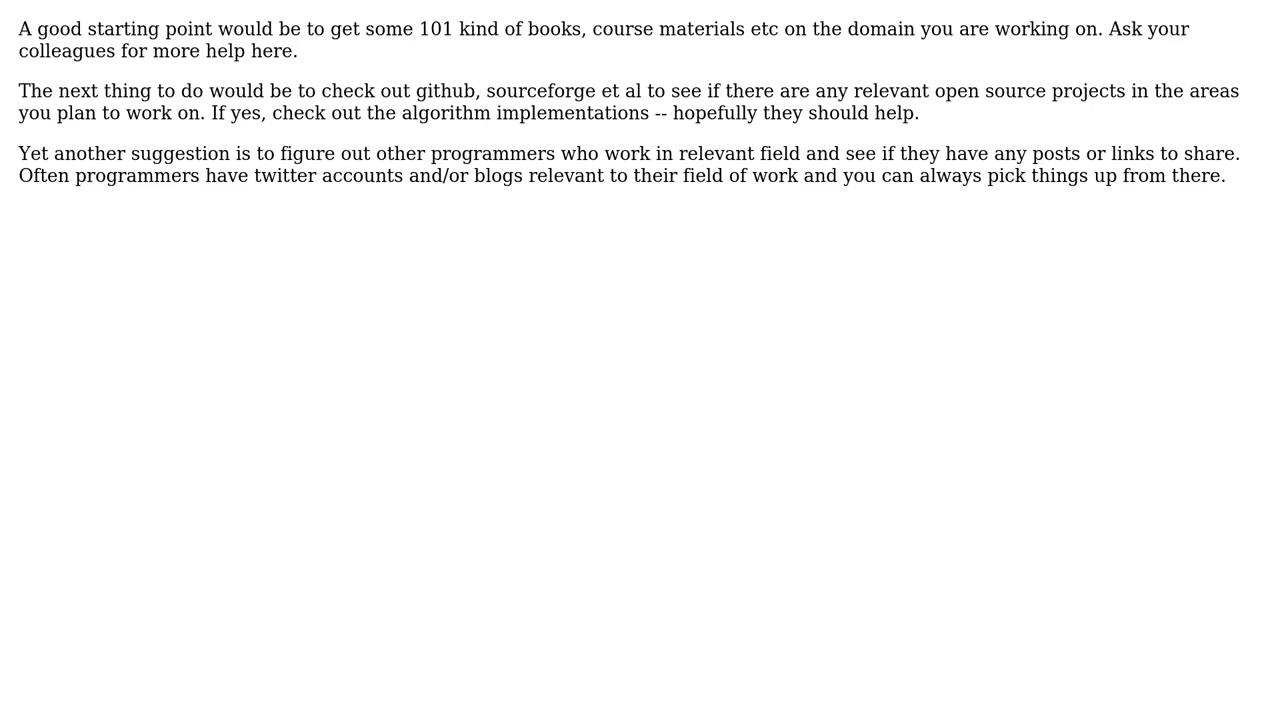 A good starting point would be to get some 101 kind of books, course materials etc on the domain you are working on. Ask your
colleagues for more help here.
The next thing to do would be to check out github, sourceforge et al to see if there are any relevant open source projects in the areas
you plan to work on. If yes, check out the algorithm implementations -- hopefully they should help.
Yet another suggestion is to figure out other programmers who work in relevant field and see if they have any posts or links to share.
Often programmers have twitter accounts and/or blogs relevant to their field of work and you can always pick things up from there.